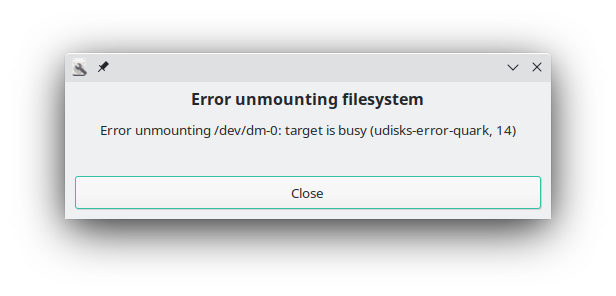 Error unmounting filesystem
Error unmounting /dev/dm-0: target is busy (udisks-error-quark, 14)
Close